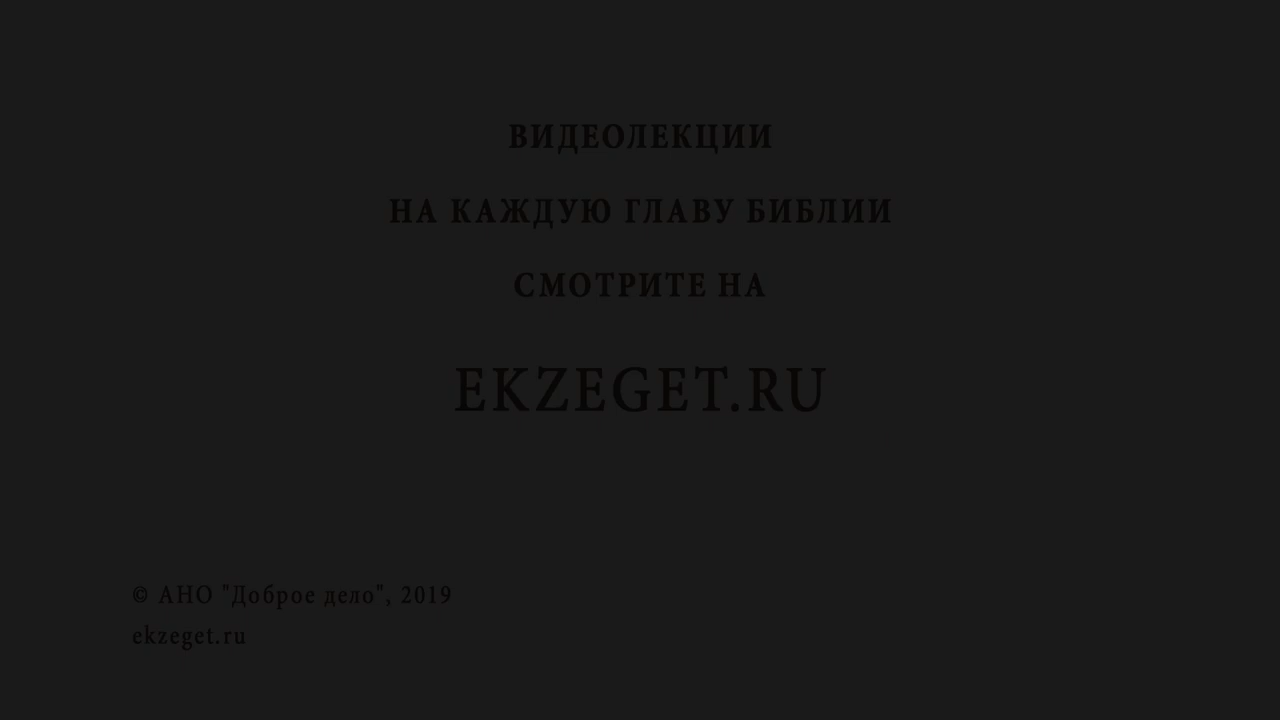 ВИДЕОЛЕКЦИИ
НА КАЖДУЮ ГЛАВУ БИБЛИИ
СМОТРИТЕ НА
EKZEGET.RU
© АНО "Доброе дело", 2019
ekzeget.ru